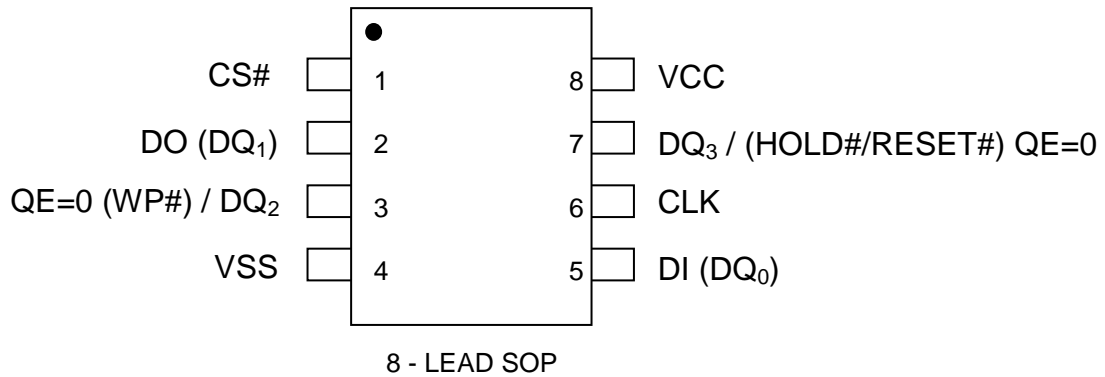 CS# 1 8 VCC
DO (DQ₁) 2 7 DQ₃ / (HOLD#/RESET#) QE=0
QE=0 (WP#) / DQ₂ 3 6 CLK
VSS 4 5 DI (DQ₀)
8 - LEAD SOP